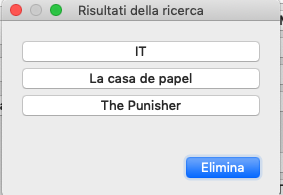 Risultati della ricerca
IT
La casa de papel
The Punisher
Elimina